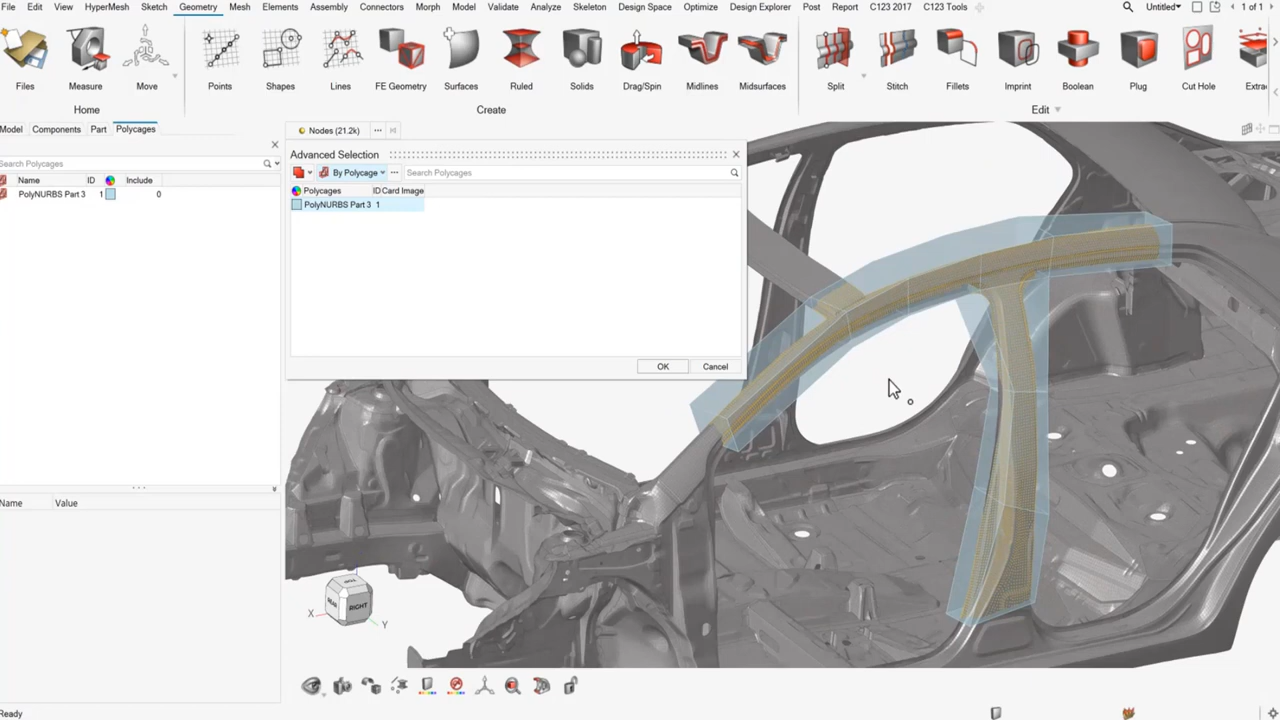 File Edit View HyperMesh Sketch Geometry Mesh Elements Assembly Connectors Morph Model Validate Analyze Skeleton Design Space Optimize Design Explorer Post Report C123 2017 C123 Tools Untitled 1 of 1
Files Measure Move Points Shapes Lines FE Geometry Surfaces Ruled Solids Drag/Spin Midlines Midsurfaces Split Stitch Fillets Imprint Boolean Plug Cut Hole Extrac
Home Create Edit
Model Components Part Polycages
Nodes (21.2k)
Advanced Selection
Search Polycages
By Polycage
Search Polycages
Name ID Include
Polycages ID Card Image
PolyNURBS Part 3 1 0
PolyNURBS Part 3 1
OK Cancel
Name Value
TOP
REAR RIGHT
X Y
Ready